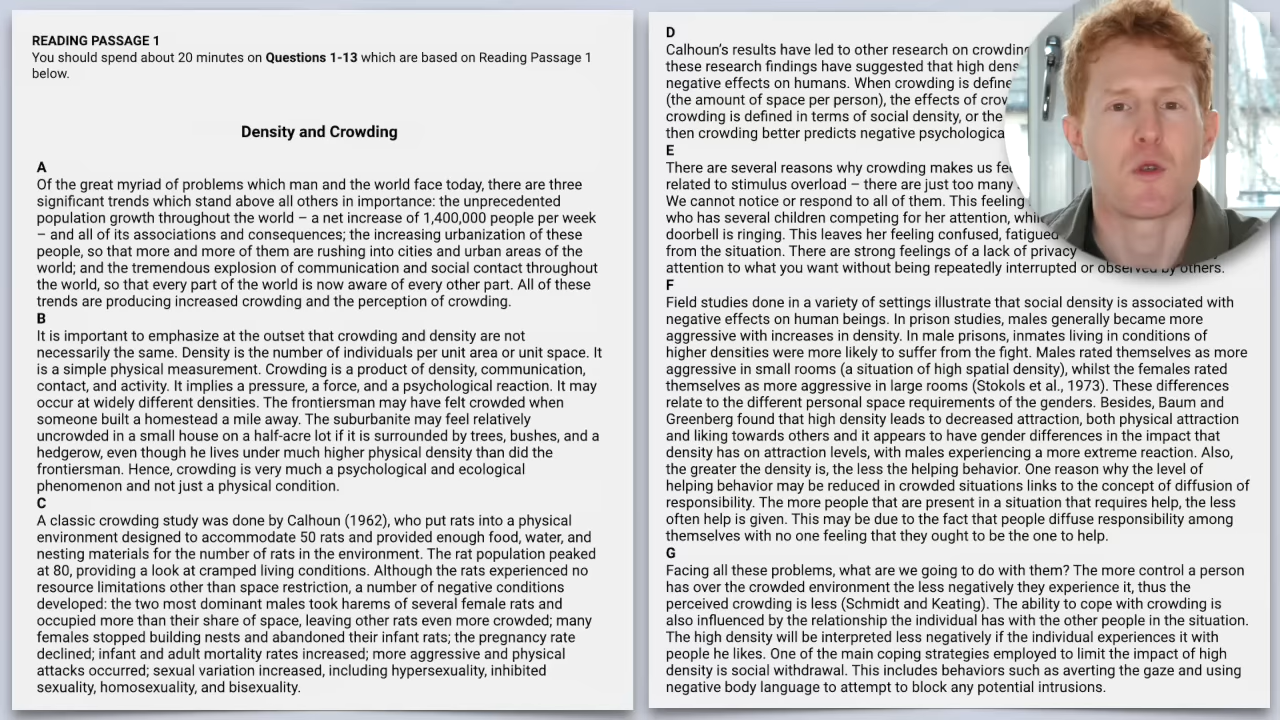 READING PASSAGE 1
You should spend about 20 minutes on Questions 1-13 which are based on Reading Passage 1
below.
Density and Crowding
A
Of the great myriad of problems which man and the world face today, there are three
significant trends which stand above all others in importance: the unprecedented
population growth throughout the world – a net increase of 1,400,000 people per week
– and all of its associations and consequences; the increasing urbanization of these
people, so that more and more of them are rushing into cities and urban areas of the
world; and the tremendous explosion of communication and social contact throughout
the world, so that every part of the world is now aware of every other part. All of these
trends are producing increased crowding and the perception of crowding.
B
It is important to emphasize at the outset that crowding and density are not
necessarily the same. Density is the number of individuals per unit area or unit space. It
is a simple physical measurement. Crowding is a product of density, communication,
contact, and activity. It implies a pressure, a force, and a psychological reaction. It may
occur at widely different densities. The frontiersman may have felt crowded when
someone built a homestead a mile away. The suburbanite may feel relatively
uncrowded in a small house on a half-acre lot if it is surrounded by trees, bushes, and a
hedgerow, even though he lives under much higher physical density than did the
frontiersman. Hence, crowding is very much a psychological and ecological
phenomenon and not just a physical condition.
C
A classic crowding study was done by Calhoun (1962), who put rats into a physical
environment designed to accommodate 50 rats and provided enough food, water, and
nesting materials for the number of rats in the environment. The rat population peaked
at 80, providing a look at cramped living conditions. Although the rats experienced no
resource limitations other than space restriction, a number of negative conditions
developed: the two most dominant males took harems of several female rats and
occupied more than their share of space, leaving other rats even more crowded; many
females stopped building nests and abandoned their infant rats; the pregnancy rate
declined; infant and adult mortality rates increased; more aggressive and physical
attacks occurred; sexual variation increased, including hypersexuality, inhibited
sexuality, homosexuality, and bisexuality.
D
Calhoun's results have led to other research on crowding
these research findings have suggested that high
negative effects on humans. When crowding is
(the amount of space per person), the effects of
crowding is defined in terms of social density, or the
then crowding better predicts negative
E
There are several reasons why crowding makes us
related to stimulus overload – there are just too many
We cannot notice or respond to all of them. This feeling
who has several children competing for her attention,
doorbell is ringing. This leaves her feeling confused, fatigued
from the situation. There are strong feelings of a lack of privacy
attention to what you want without being repeatedly interrupted or observed by others.
F
Field studies done in a variety of settings illustrate that social density is associated with
negative effects on human beings. In prison studies, males generally became more
aggressive with increases in density. In male prisons, inmates living in conditions of
higher densities were more likely to suffer from the fight. Males rated themselves as more
aggressive in small rooms (a situation of high spatial density), whilst the females rated
themselves as more aggressive in large rooms (Stokols et al., 1973). These differences
relate to the different personal space requirements of the genders. Besides, Baum and
Greenberg found that high density leads to decreased attraction, both physical attraction
and liking towards others and it appears to have gender differences in the impact that
density has on attraction levels, with males experiencing a more extreme reaction. Also,
the greater the density is, the less the helping behavior. One reason why the level of
helping behavior may be reduced in crowded situations links to the concept of diffusion of
responsibility. The more people that are present in a situation that requires help, the less
often help is given. This may be due to the fact that people diffuse responsibility among
themselves with no one feeling that they ought to be the one to help.
G
Facing all these problems, what are we going to do with them? The more control a person
has over the crowded environment the less negatively they experience it, thus the
perceived crowding is less (Schmidt and Keating). The ability to cope with crowding is
also influenced by the relationship the individual has with the other people in the situation.
The high density will be interpreted less negatively if the individual experiences it with
people he likes. One of the main coping strategies employed to limit the impact of high
density is social withdrawal. This includes behaviors such as averting the gaze and using
negative body language to attempt to block any potential intrusions.